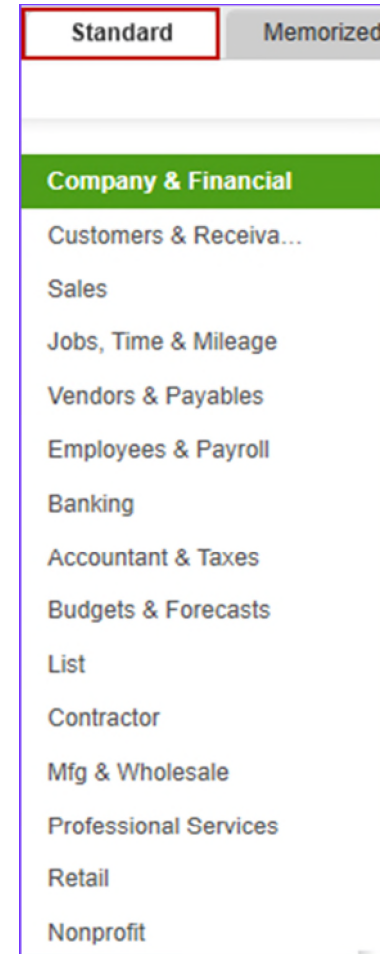 Standard Memorized
Company & Financial
Customers & Receiva...
Sales
Jobs, Time & Mileage
Vendors & Payables
Employees & Payroll
Banking
Accountant & Taxes
Budgets & Forecasts
List
Contractor
Mfg & Wholesale
Professional Services
Retail
Nonprofit